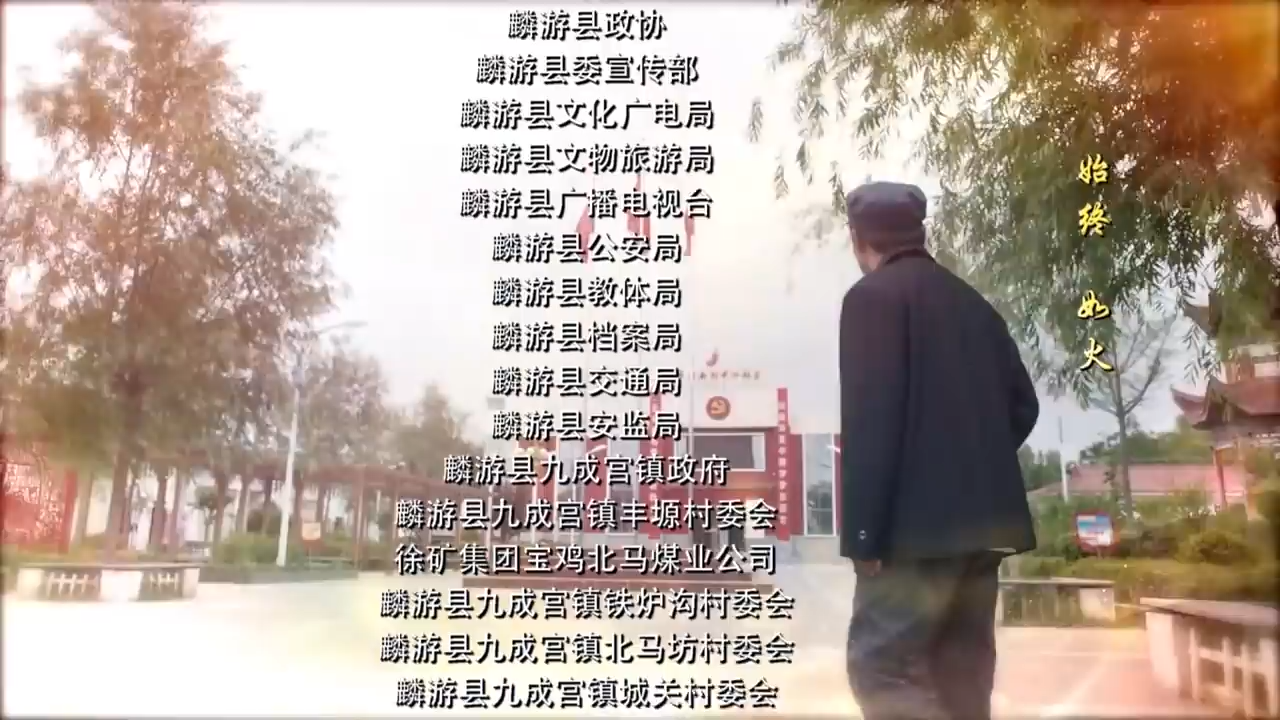 麟游县政协
麟游县委宣传部
麟游县文化广电局
麟游县文物旅游局
麟游县广播电视台
麟游县公安局
麟游县教体局
麟游县档案局
麟游县交通局
麟游县安监局
麟游县九成宫镇政府
麟游县九成宫镇丰塬村委会
徐矿集团宝鸡北马煤业公司
麟游县九成宫镇铁炉沟村委会
麟游县九成宫镇北马坊村委会
麟游县九成宫镇城关村委会
始终 如火